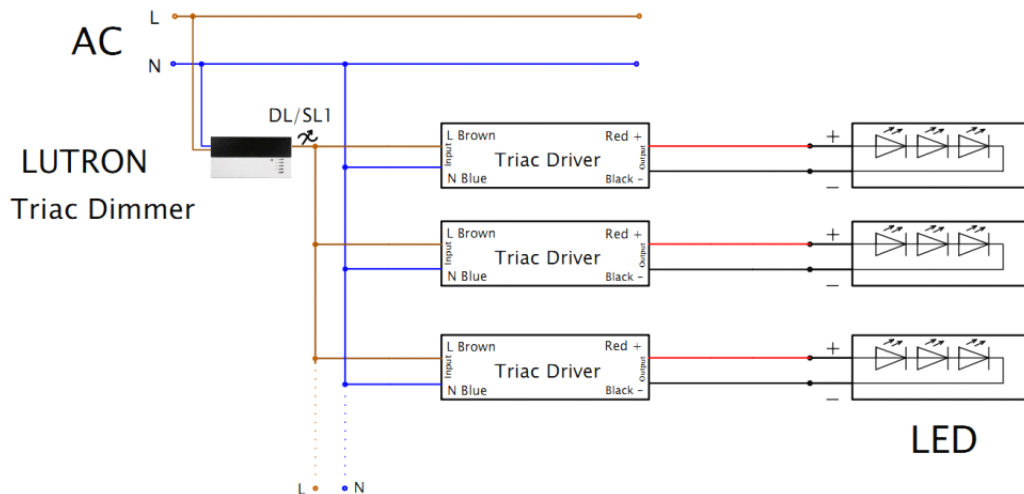 L
AC
N
DL/SL1
LUTRON
Triac Dimmer
L Brown
Red +
Input
Triac Driver
Output
N Blue
Black -
+
-
L Brown
Red +
Input
Triac Driver
Output
N Blue
Black -
+
-
L Brown
Red +
Input
Triac Driver
Output
N Blue
Black -
+
-
LED
L
N